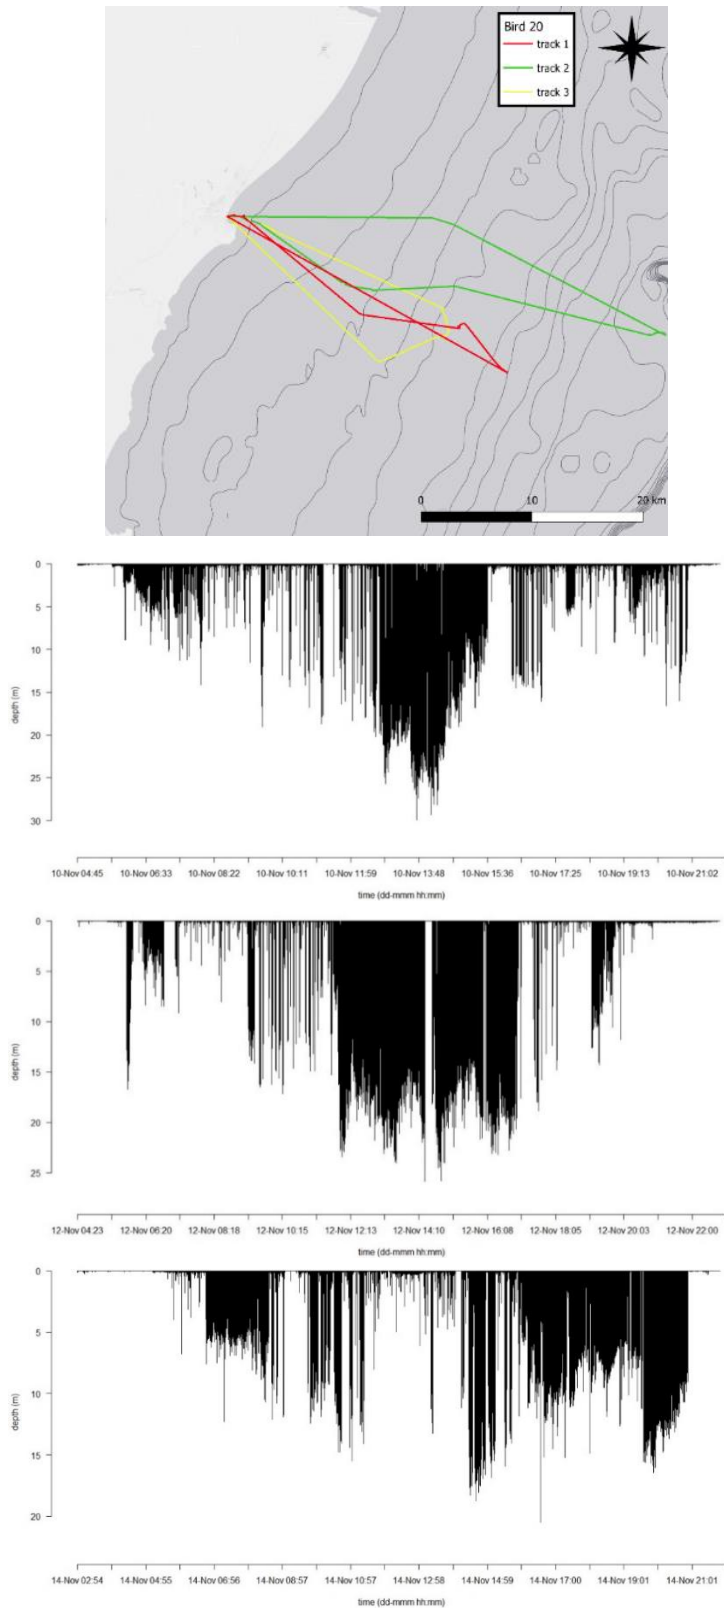 Bird 20
track 1
track 2
track 3
0 10 20 km
0
5
10
15
20
25
30
depth (m)
10-Nov 04:45 10-Nov 06:33 10-Nov 08:22 10-Nov 10:11 10-Nov 11:59 10-Nov 13:48 10-Nov 15:36 10-Nov 17:25 10-Nov 19:13 10-Nov 21:02
time (dd-mmm hh:mm)
0
5
10
15
20
25
depth (m)
12-Nov 04:23 12-Nov 06:20 12-Nov 08:18 12-Nov 10:15 12-Nov 12:13 12-Nov 14:10 12-Nov 16:08 12-Nov 18:05 12-Nov 20:03 12-Nov 22:00
time (dd-mmm hh:mm)
0
5
10
15
20
depth (m)
14-Nov 02:54 14-Nov 04:55 14-Nov 06:56 14-Nov 08:57 14-Nov 10:57 14-Nov 12:58 14-Nov 14:59 14-Nov 17:00 14-Nov 19:01 14-Nov 21:01
time (dd-mmm hh:mm)